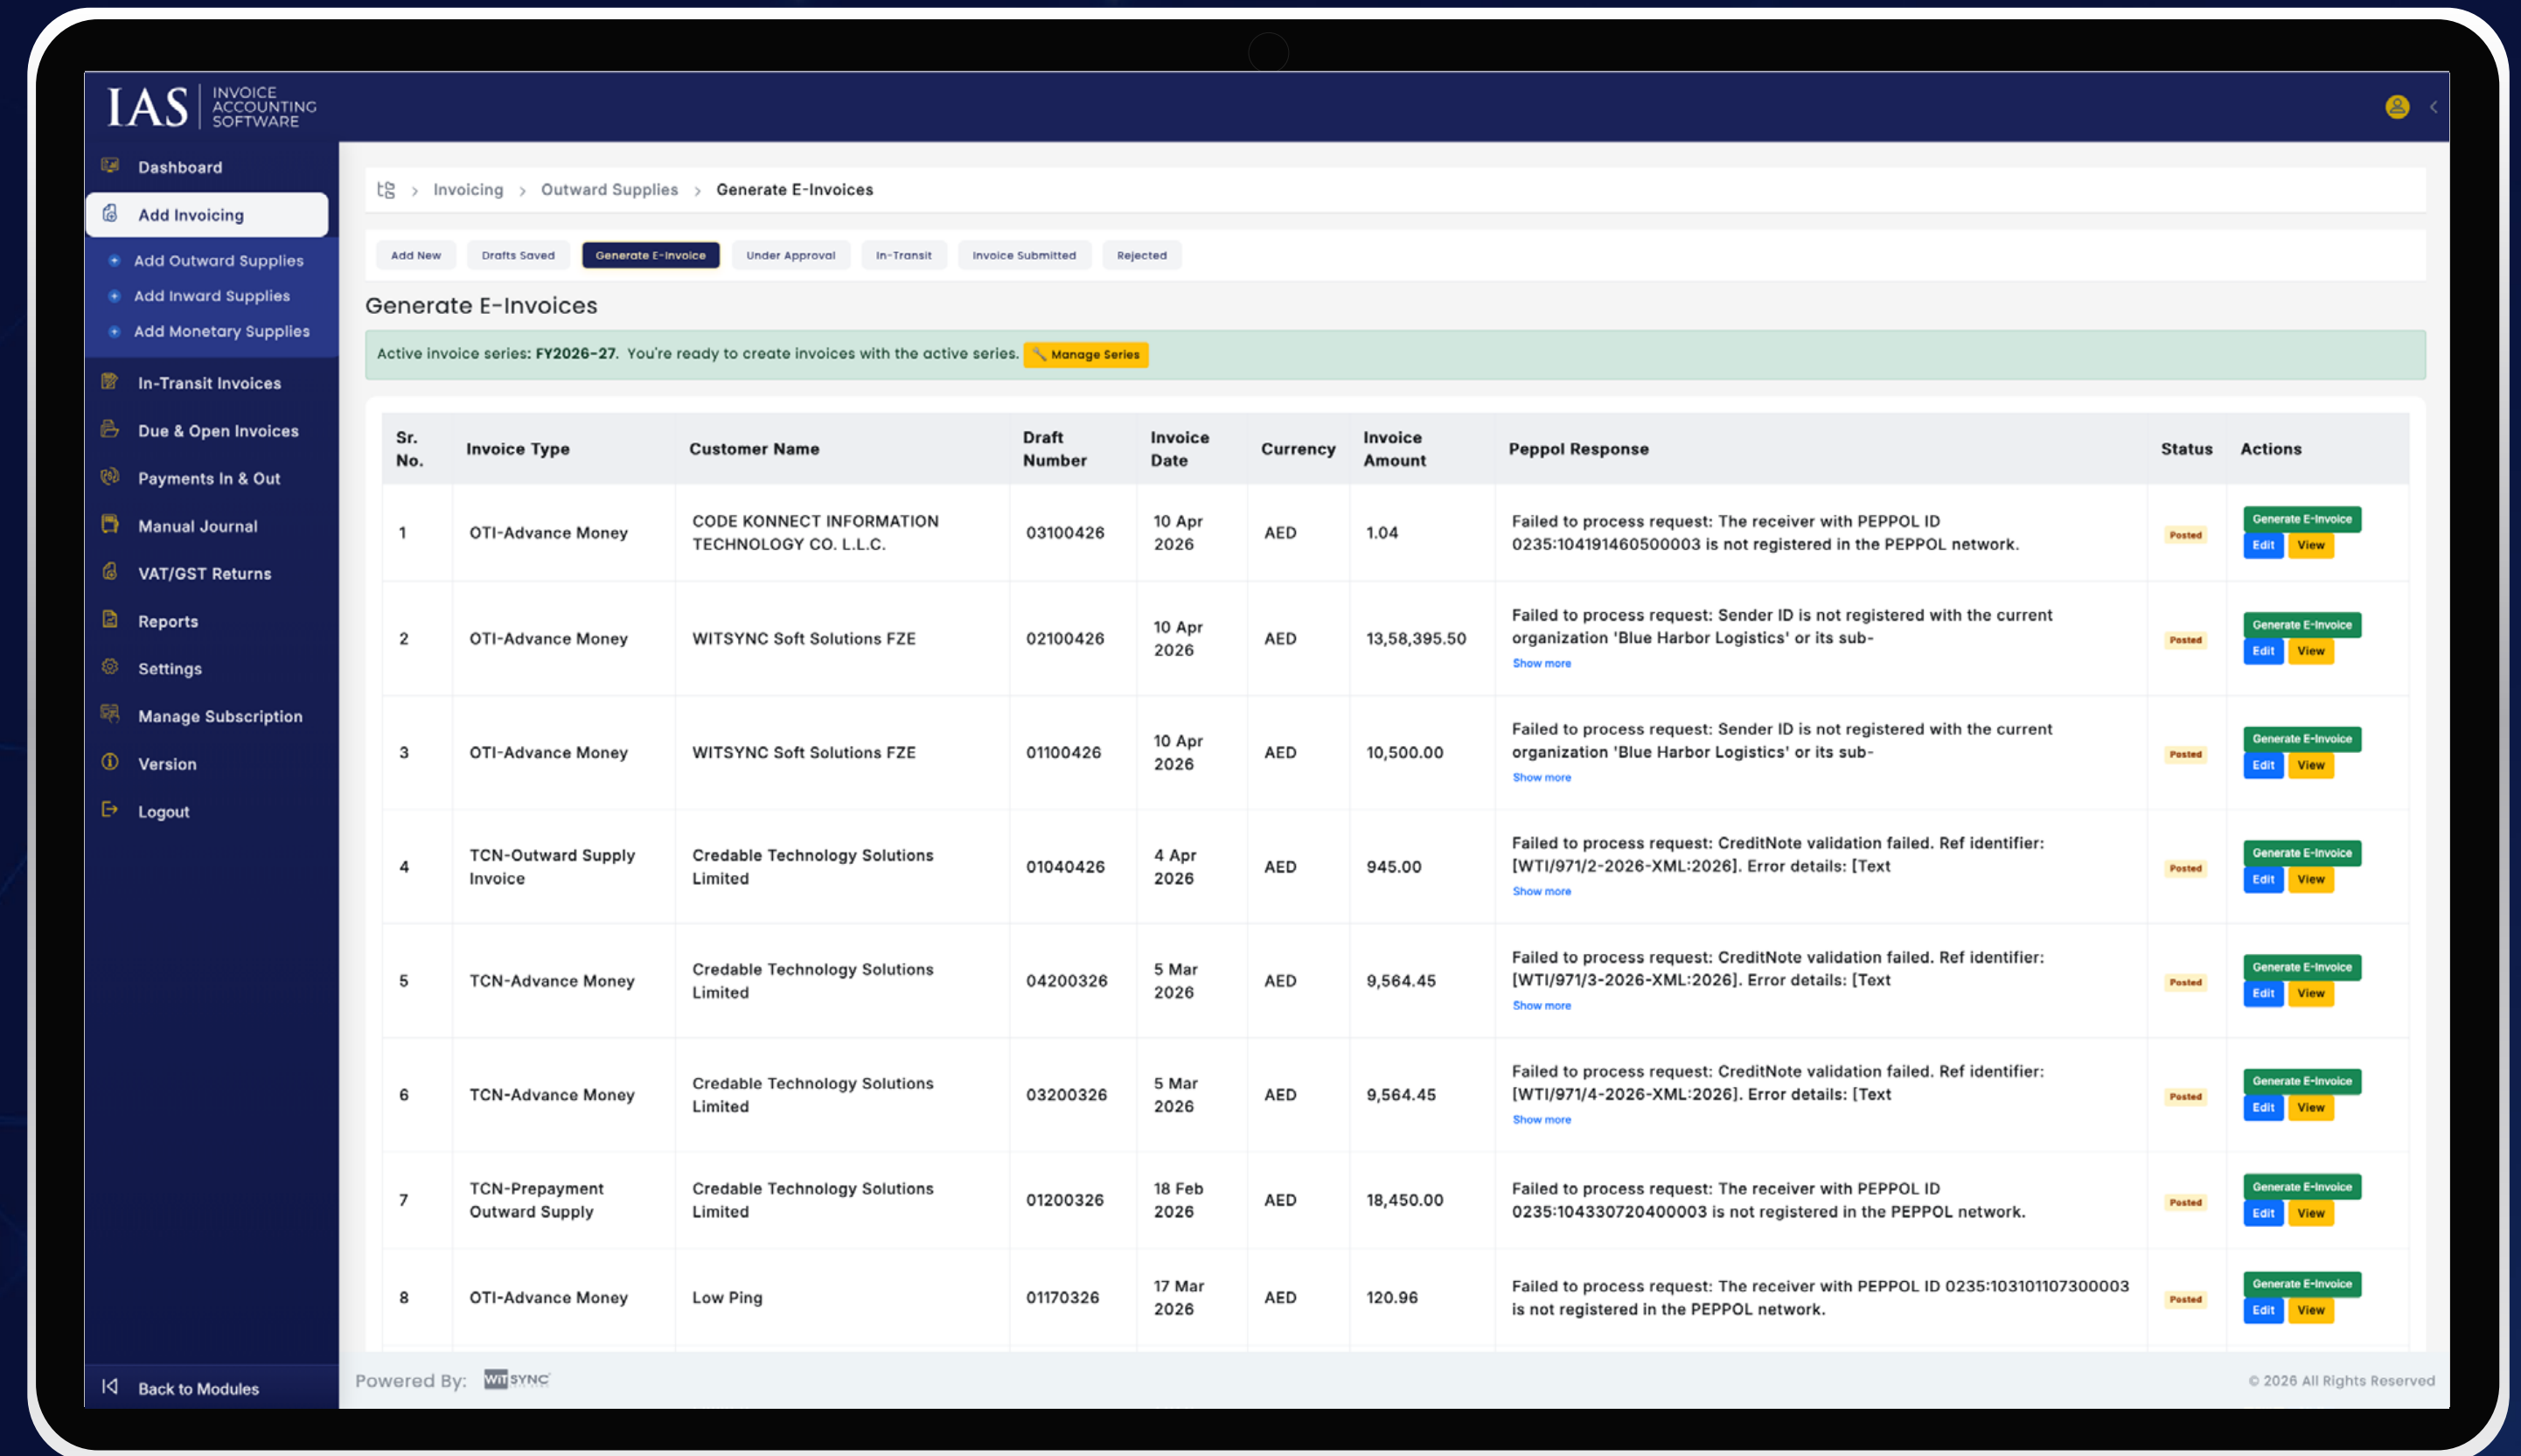 IAS
INVOICE
ACCOUNTING
SOFTWARE
Dashboard
Add Invoicing
Add Outward Supplies
Add Inward Supplies
Add Monetary Supplies
In-Transit Invoices
Due & Open Invoices
Payments In & Out
Manual Journal
VAT/GST Returns
Reports
Settings
Manage Subscription
Version
Logout
Back to Modules
> Invoicing > Outward Supplies > Generate E-Invoices
Add New Drafts Saved Generate E-Invoice Under Approval In-Transit Invoice Submitted Rejected
Generate E-Invoices
Active invoice series: FY2026-27. You're ready to create invoices with the active series. Manage Series
Sr.
No.
Invoice Type
Customer Name
Draft
Number
Invoice
Date
Currency
Invoice
Amount
Peppol Response
Status
Actions
1
OTI-Advance Money
CODE KONNECT INFORMATION
TECHNOLOGY CO. L.L.C.
03100426
10 Apr
2026
AED
1.04
Failed to process request: The receiver with PEPPOL ID
0235:104191460500003 is not registered in the PEPPOL network.
Posted
Generate E-Invoice
Edit View
2
OTI-Advance Money
WITSYNC Soft Solutions FZE
02100426
10 Apr
2026
AED
13,58,395.50
Failed to process request: Sender ID is not registered with the current
organization 'Blue Harbor Logistics' or its sub-
Show more
Posted
Generate E-Invoice
Edit View
3
OTI-Advance Money
WITSYNC Soft Solutions FZE
01100426
10 Apr
2026
AED
10,500.00
Failed to process request: Sender ID is not registered with the current
organization 'Blue Harbor Logistics' or its sub-
Show more
Posted
Generate E-Invoice
Edit View
4
TCN-Outward Supply
Invoice
Credable Technology Solutions
Limited
01040426
4 Apr
2026
AED
945.00
Failed to process request: CreditNote validation failed. Ref identifier:
[WTI/971/2-2026-XML:2026]. Error details: [Text
Show more
Posted
Generate E-Invoice
Edit View
5
TCN-Advance Money
Credable Technology Solutions
Limited
04200326
5 Mar
2026
AED
9,564.45
Failed to process request: CreditNote validation failed. Ref identifier:
[WTI/971/3-2026-XML:2026]. Error details: [Text
Show more
Posted
Generate E-Invoice
Edit View
6
TCN-Advance Money
Credable Technology Solutions
Limited
03200326
5 Mar
2026
AED
9,564.45
Failed to process request: CreditNote validation failed. Ref identifier:
[WTI/971/4-2026-XML:2026]. Error details: [Text
Show more
Posted
Generate E-Invoice
Edit View
7
TCN-Prepayment
Outward Supply
Credable Technology Solutions
Limited
01200326
18 Feb
2026
AED
18,450.00
Failed to process request: The receiver with PEPPOL ID
0235:104330720400003 is not registered in the PEPPOL network.
Posted
Generate E-Invoice
Edit View
8
OTI-Advance Money
Low Ping
01170326
17 Mar
2026
AED
120.96
Failed to process request: The receiver with PEPPOL ID 0235:103101107300003
is not registered in the PEPPOL network.
Posted
Generate E-Invoice
Edit View
Powered By: WiTSYNC
© 2026 All Rights Reserved